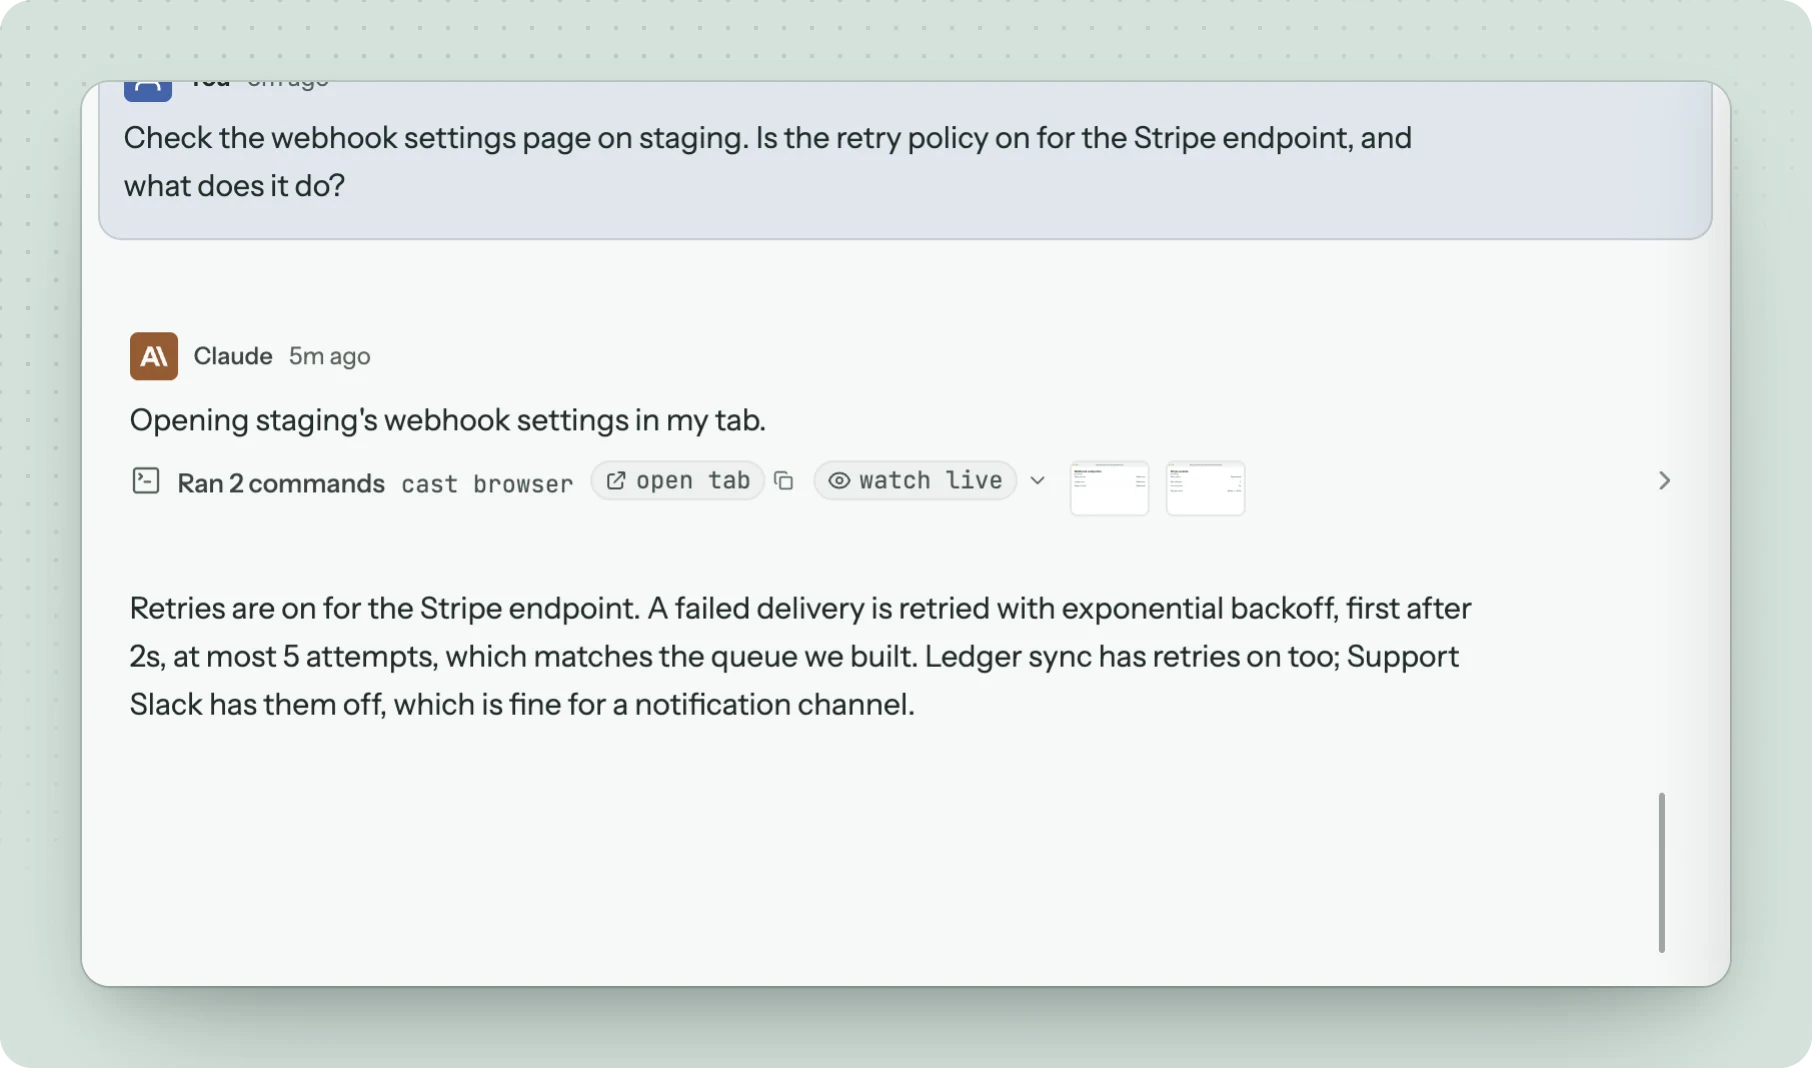 You 6m ago
Check the webhook settings page on staging. Is the retry policy on for the Stripe endpoint, and
what does it do?
Claude 5m ago
Opening staging's webhook settings in my tab.
Ran 2 commands cast browser open tab watch live
Retries are on for the Stripe endpoint. A failed delivery is retried with exponential backoff, first after
2s, at most 5 attempts, which matches the queue we built. Ledger sync has retries on too; Support
Slack has them off, which is fine for a notification channel.